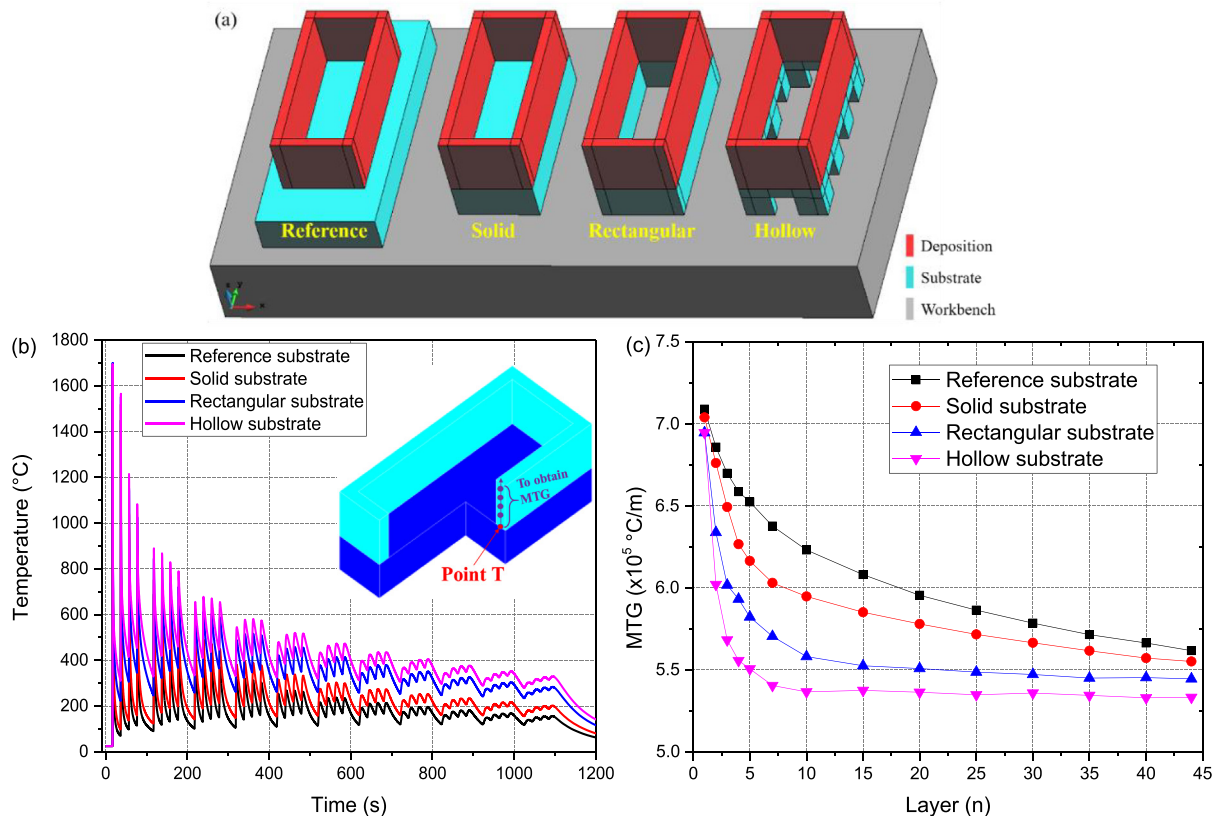 (a)
Reference
Solid
Rectangular
Hollow
Deposition
Substrate
Workbench
z
y
x
(b)
Reference substrate
Solid substrate
Rectangular substrate
Hollow substrate
To obtain
MTG
Point T
1800
1600
1400
1200
1000
800
600
400
200
0
Temperature (°C)
0 200 400 600 800 1000 1200
Time (s)
(c)
Reference substrate
Solid substrate
Rectangular substrate
Hollow substrate
7.5
7.0
6.5
6.0
5.5
5.0
MTG (x10⁵ °C/m)
0 5 10 15 20 25 30 35 40 45
Layer (n)